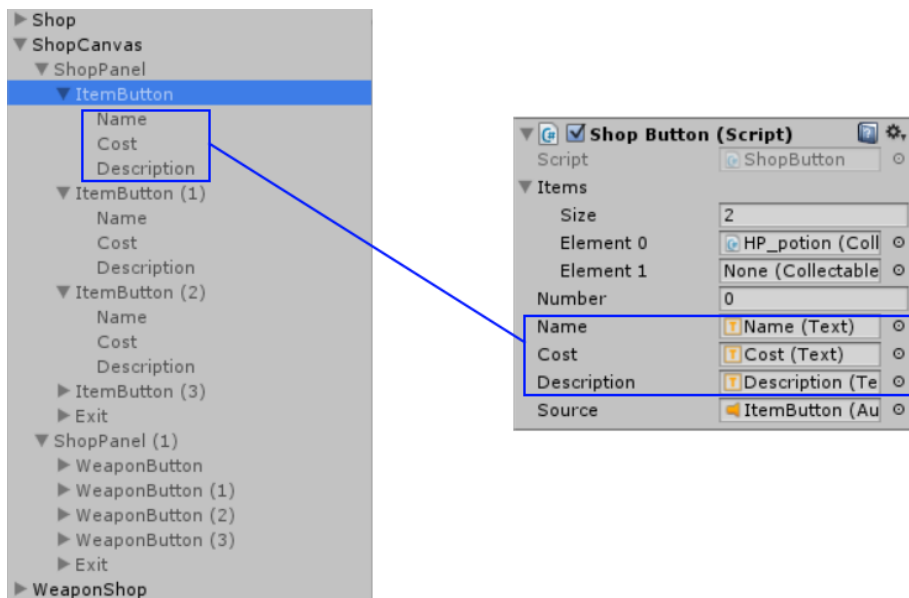 Shop
ShopCanvas
ShopPanel
ItemButton
Name
Cost
Description
ItemButton (1)
Name
Cost
Description
ItemButton (2)
Name
Cost
Description
ItemButton (3)
Exit
ShopPanel (1)
WeaponButton
WeaponButton (1)
WeaponButton (2)
WeaponButton (3)
Exit
WeaponShop
Shop Button (Script)
Script ShopButton
Items
Size 2
Element 0 HP_potion (Coll
Element 1 None (Collectable
Number 0
Name Name (Text)
Cost Cost (Text)
Description Description (Te
Source ItemButton (Au